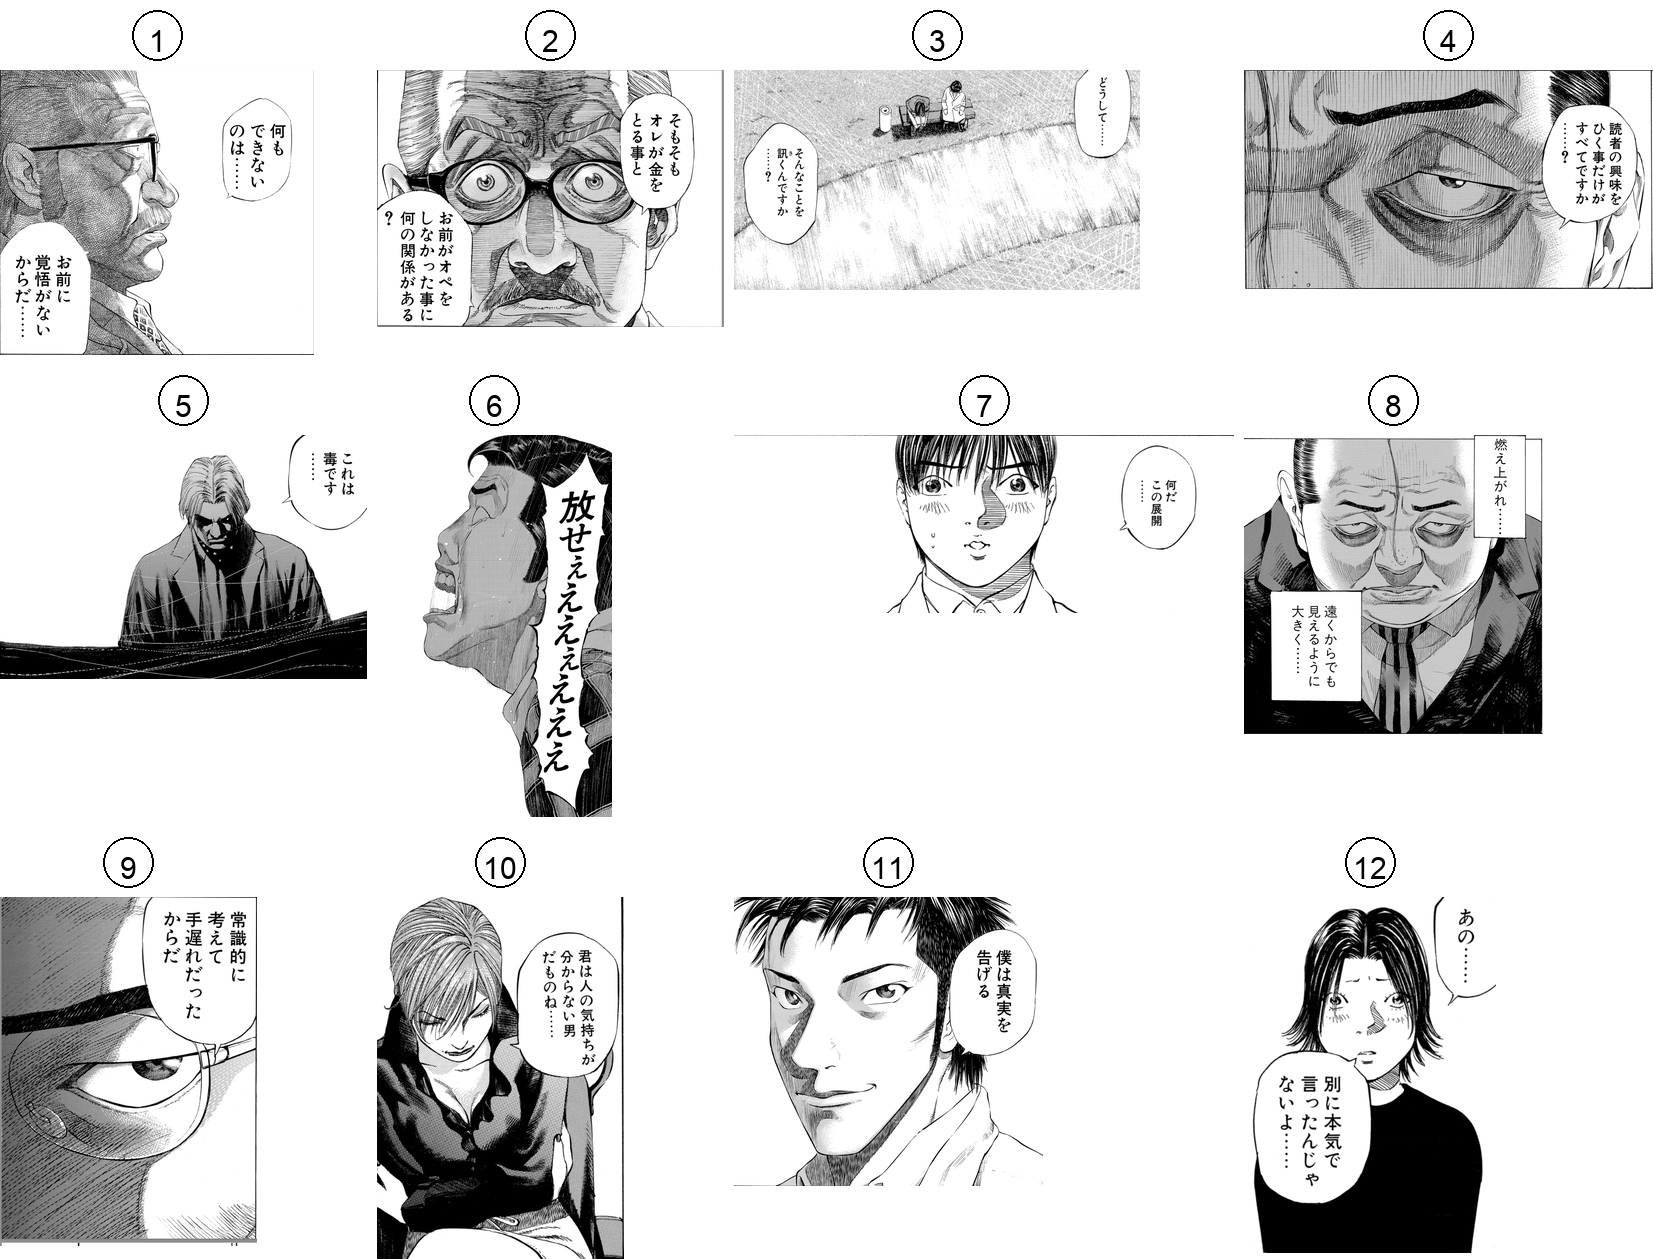 1
何も
できない
のは……
お前に
覚悟がない
からだ……
2
そもそも
オレが金を
とる事と
お前がオペを
しなかった事に
何の関係がある
?
3
どうして……
そんなことを
訊くんですか
き
……?
4
読者の興味を
ひく事だけが
すべてですか
……?
5
これは
毒です
……
6
放せぇえええぇえええ
7
何だ
この展開
……
8
燃え上がれ……
遠くからでも
見えるように
大きく……
9
常識的に
考えて
手遅れだった
からだ
10
君は人の気持ちが
分からない男
だものね……
11
僕は真実を
告げる
12
あの……
別に本気で
言ったんじゃ
ないよ……